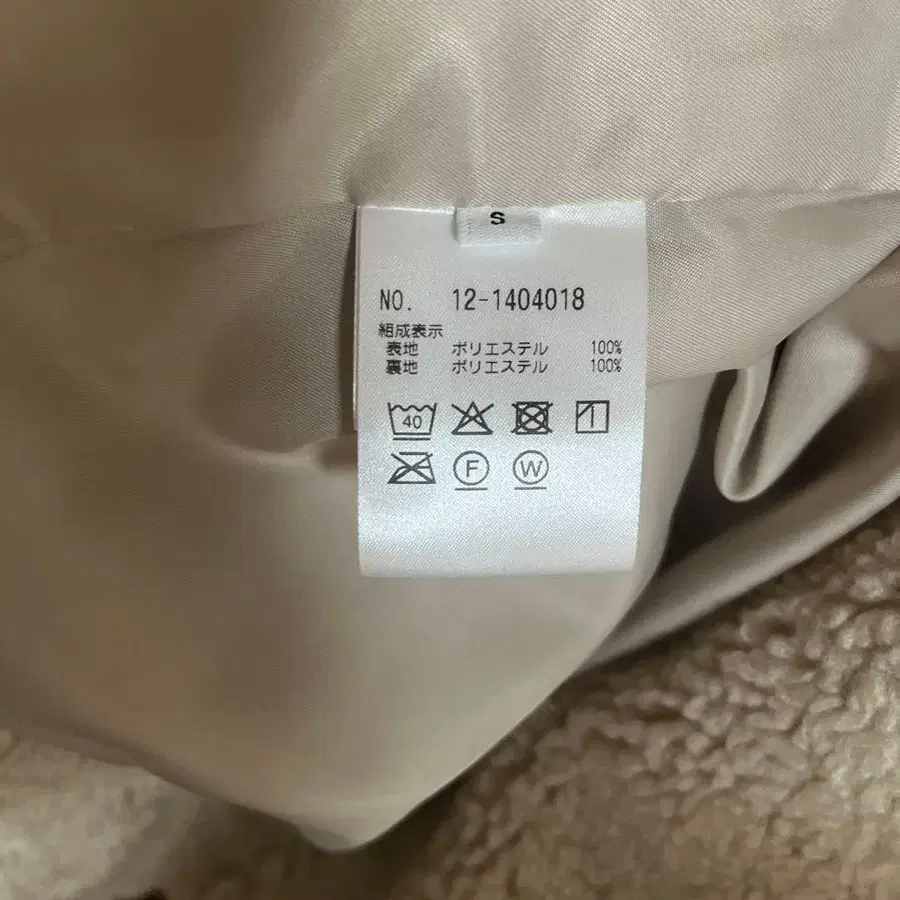 S
NO. 12-1404018
組成表示
表地 ポリエステル 100%
裏地 ポリエステル 100%
40
F W